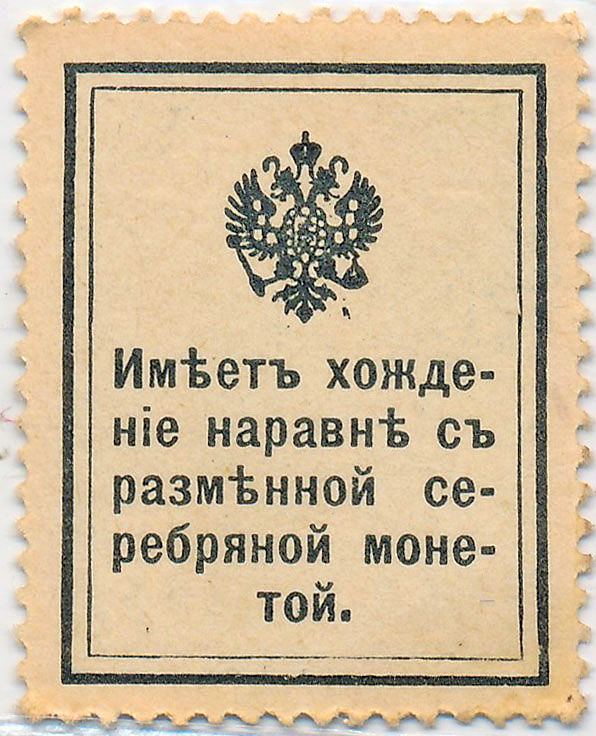 Имѣетъ хожде-
ніе наравнѣ съ
размѣнной се-
ребряной моне-
той.